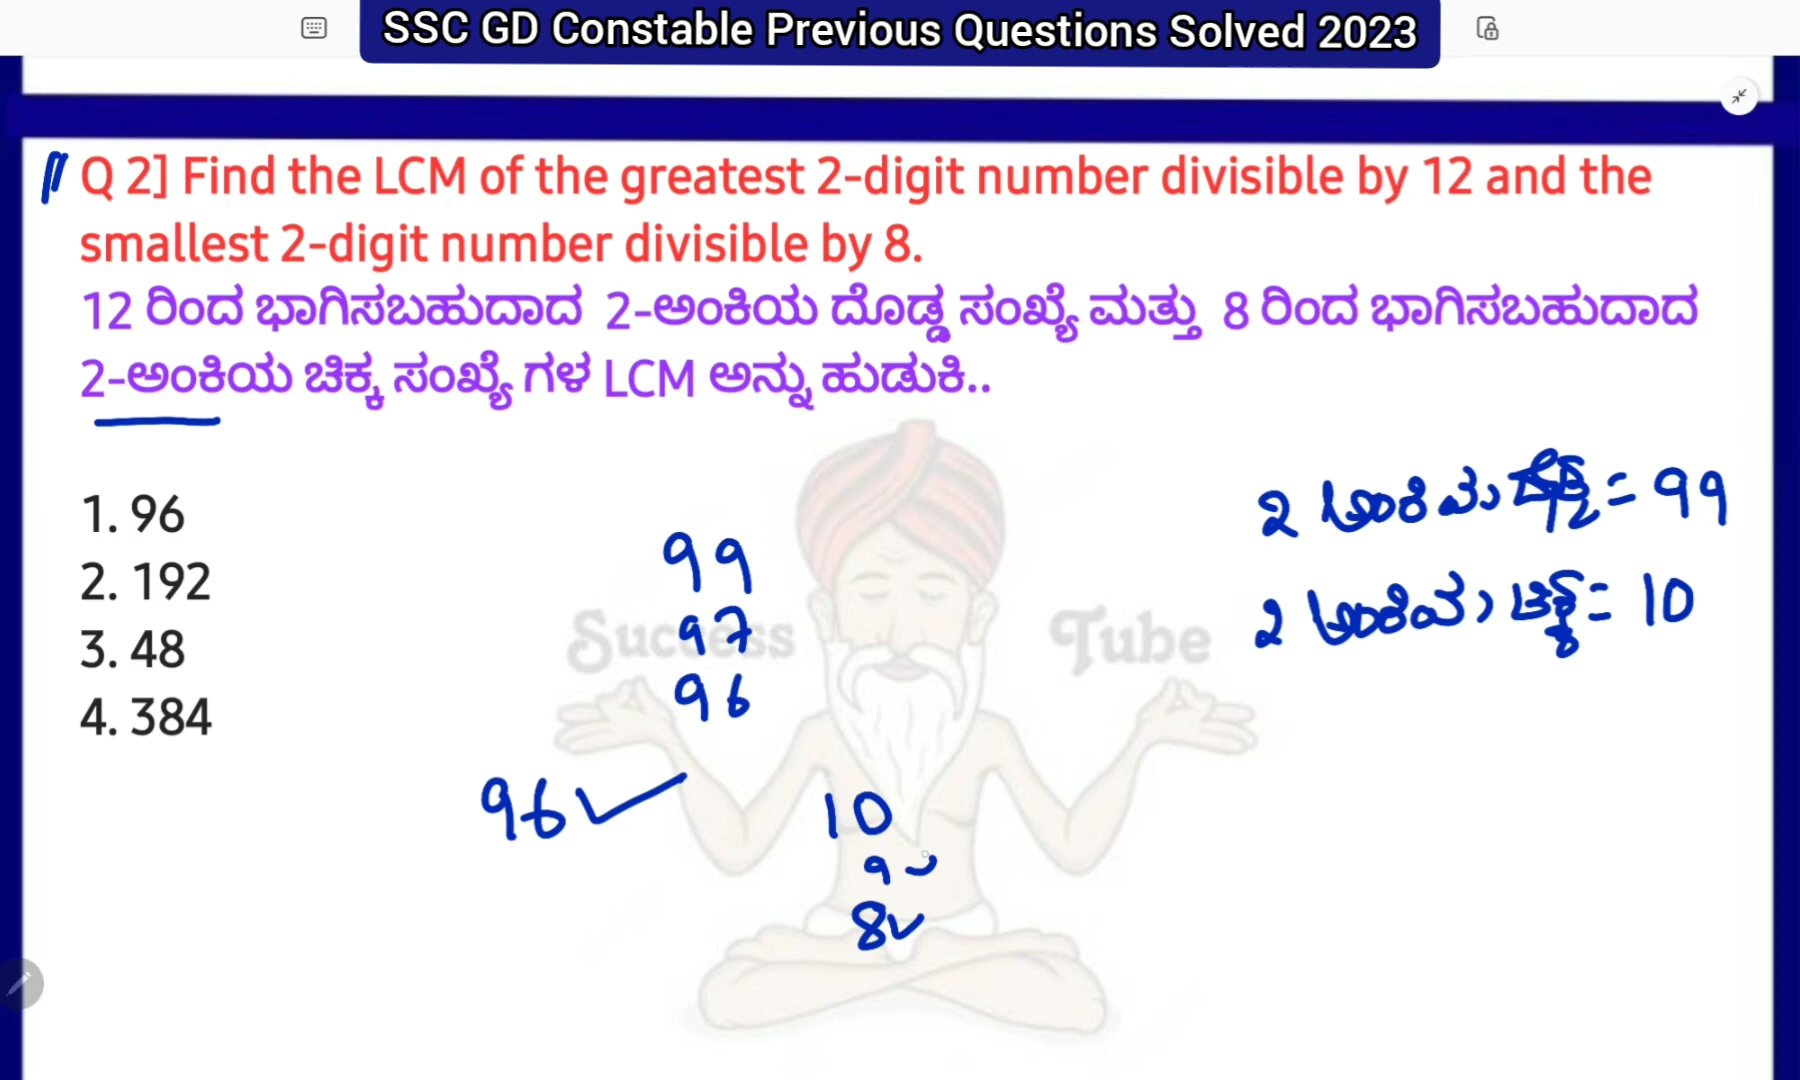 SSC GD Constable Previous Questions Solved 2023
Q 2] Find the LCM of the greatest 2-digit number divisible by 12 and the
smallest 2-digit number divisible by 8.
12 ರಿಂದ ಭಾಗಿಸಬಹುದಾದ 2-ಅಂಕಿಯ ದೊಡ್ಡ ಸಂಖ್ಯೆ ಮತ್ತು 8 ರಿಂದ ಭಾಗಿಸಬಹುದಾದ
2-ಅಂಕಿಯ ಚಿಕ್ಕ ಸಂಖ್ಯೆ ಗಳ LCM ಅನ್ನು ಹುಡುಕಿ..
1. 96
2. 192
3. 48
4. 384
2 ಅಂಕಿಯ = 99
2 ಅಂಕಿಯ ಚಿಕ್ಕ = 10
99
97
96
Success Tube
96
10
9
8